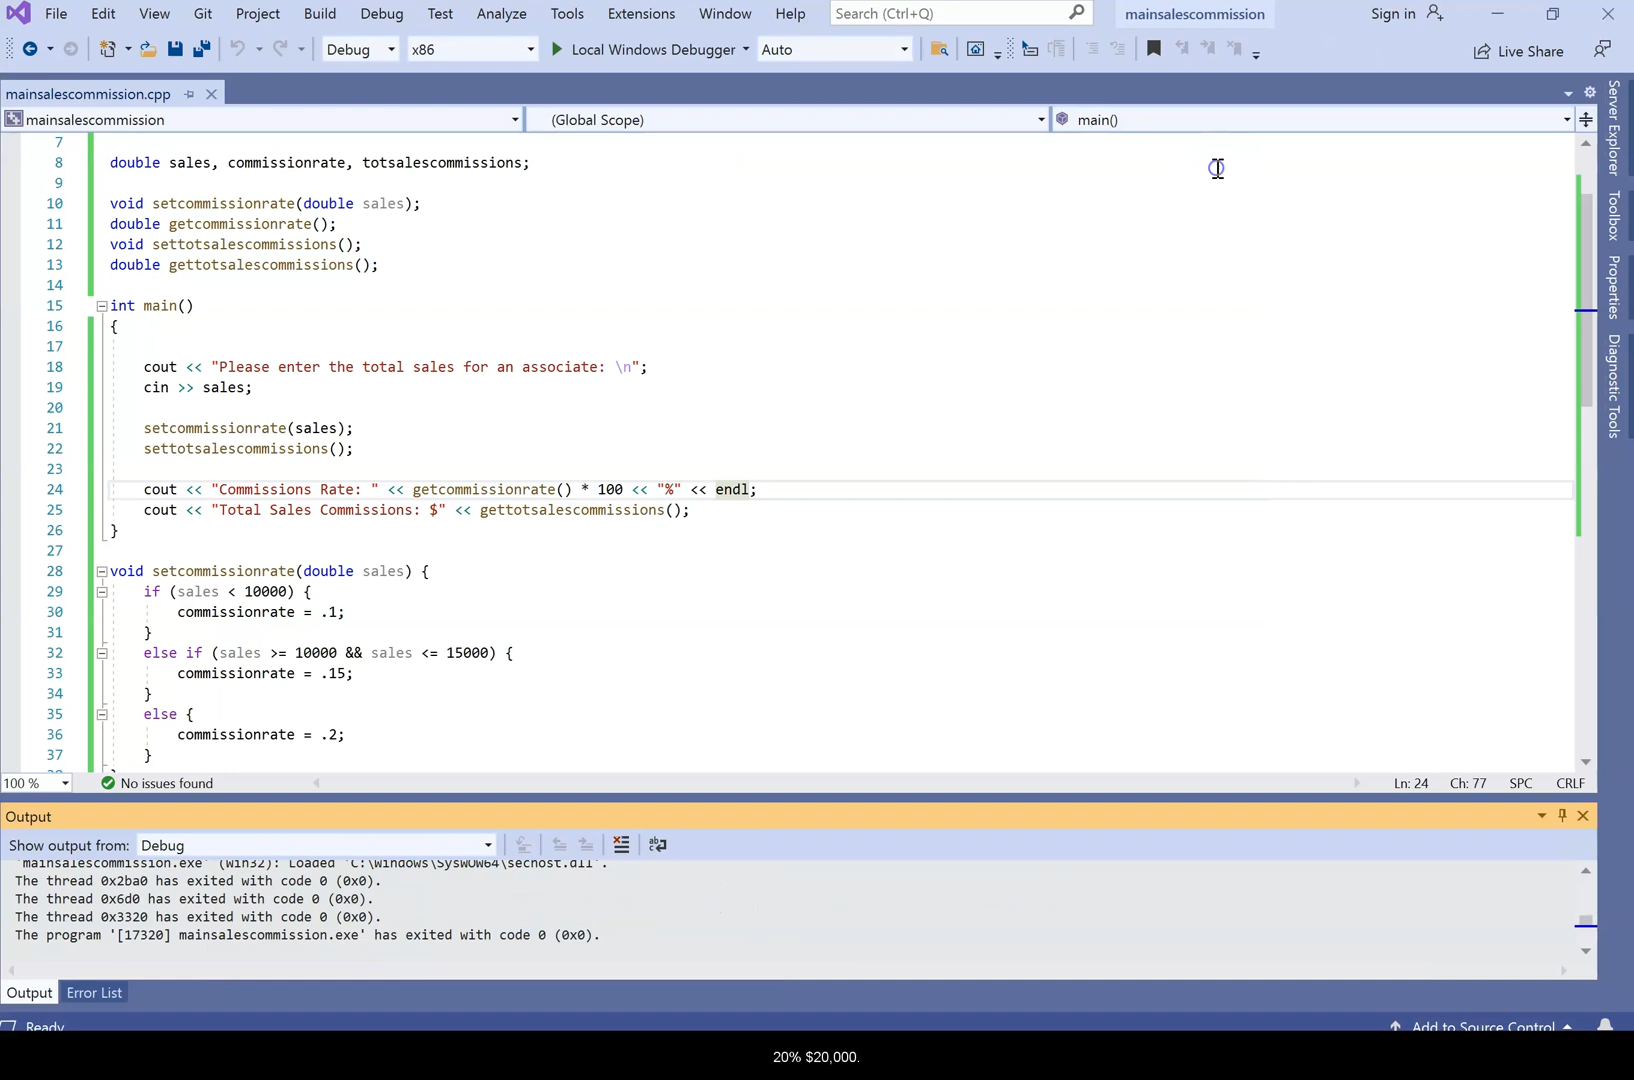 File Edit View Git Project Build Debug Test Analyze Tools Extensions Window Help Search (Ctrl+Q) mainsalescommission Sign in
Debug x86 Local Windows Debugger Auto Live Share
mainsalescommission.cpp
mainsalescommission (Global Scope) main()
7
8 double sales, commissionrate, totsalescommissions;
9
10 void setcommissionrate(double sales);
11 double getcommissionrate();
12 void settotsalescommissions();
13 double gettotsalescommissions();
14
15 int main()
16 {
17
18 cout << "Please enter the total sales for an associate: \n";
19 cin >> sales;
20
21 setcommissionrate(sales);
22 settotsalescommissions();
23
24 cout << "Commissions Rate: " << getcommissionrate() * 100 << "%" << endl;
25 cout << "Total Sales Commissions: $" << gettotsalescommissions();
26 }
27
28 void setcommissionrate(double sales) {
29 if (sales < 10000) {
30 commissionrate = .1;
31 }
32 else if (sales >= 10000 && sales <= 15000) {
33 commissionrate = .15;
34 }
35 else {
36 commissionrate = .2;
37 }
100 % No issues found Ln: 24 Ch: 77 SPC CRLF
Output
Show output from: Debug
'mainsalescommission.exe' (Win32): Loaded 'C:\Windows\SysWOW64\sechost.dll'.
The thread 0x2ba0 has exited with code 0 (0x0).
The thread 0x6d0 has exited with code 0 (0x0).
The thread 0x3320 has exited with code 0 (0x0).
The program '[17320] mainsalescommission.exe' has exited with code 0 (0x0).
Output Error List
Ready Add to Source Control
20% $20,000.
Server Explorer
Toolbox
Properties
Diagnostic Tools